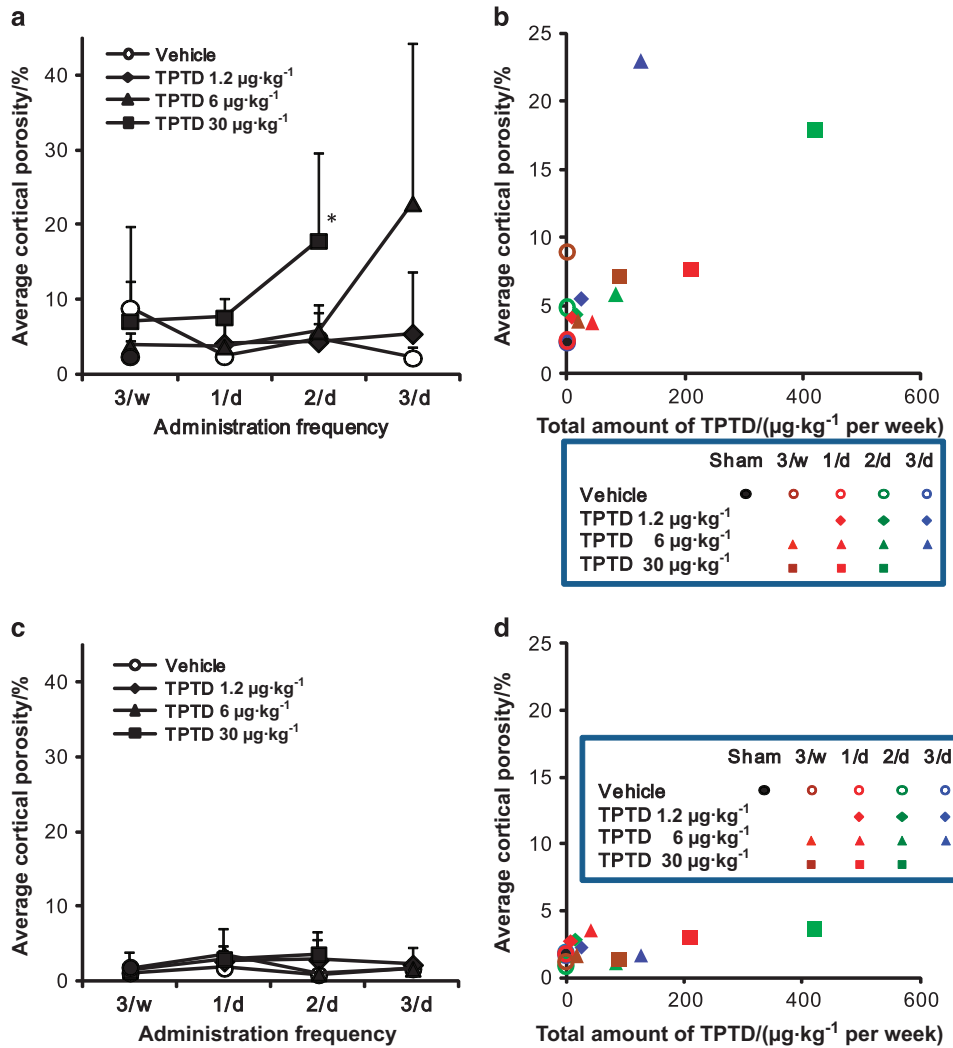 a
Average cortical porosity/%
40
30
20
10
0
Vehicle
TPTD 1.2 µg·kg⁻¹
TPTD 6 µg·kg⁻¹
TPTD 30 µg·kg⁻¹
*
3/w 1/d 2/d 3/d
Administration frequency
b
Average cortical porosity/%
25
20
15
10
5
0
0 200 400 600
Total amount of TPTD/(µg·kg⁻¹ per week)
Sham 3/w 1/d 2/d 3/d
Vehicle
TPTD 1.2 µg·kg⁻¹
TPTD 6 µg·kg⁻¹
TPTD 30 µg·kg⁻¹
c
Average cortical porosity/%
40
30
20
10
0
Vehicle
TPTD 1.2 µg·kg⁻¹
TPTD 6 µg·kg⁻¹
TPTD 30 µg·kg⁻¹
3/w 1/d 2/d 3/d
Administration frequency
d
Average cortical porosity/%
25
20
15
10
5
0
Sham 3/w 1/d 2/d 3/d
Vehicle
TPTD 1.2 µg·kg⁻¹
TPTD 6 µg·kg⁻¹
TPTD 30 µg·kg⁻¹
0 200 400 600
Total amount of TPTD/(µg·kg⁻¹ per week)